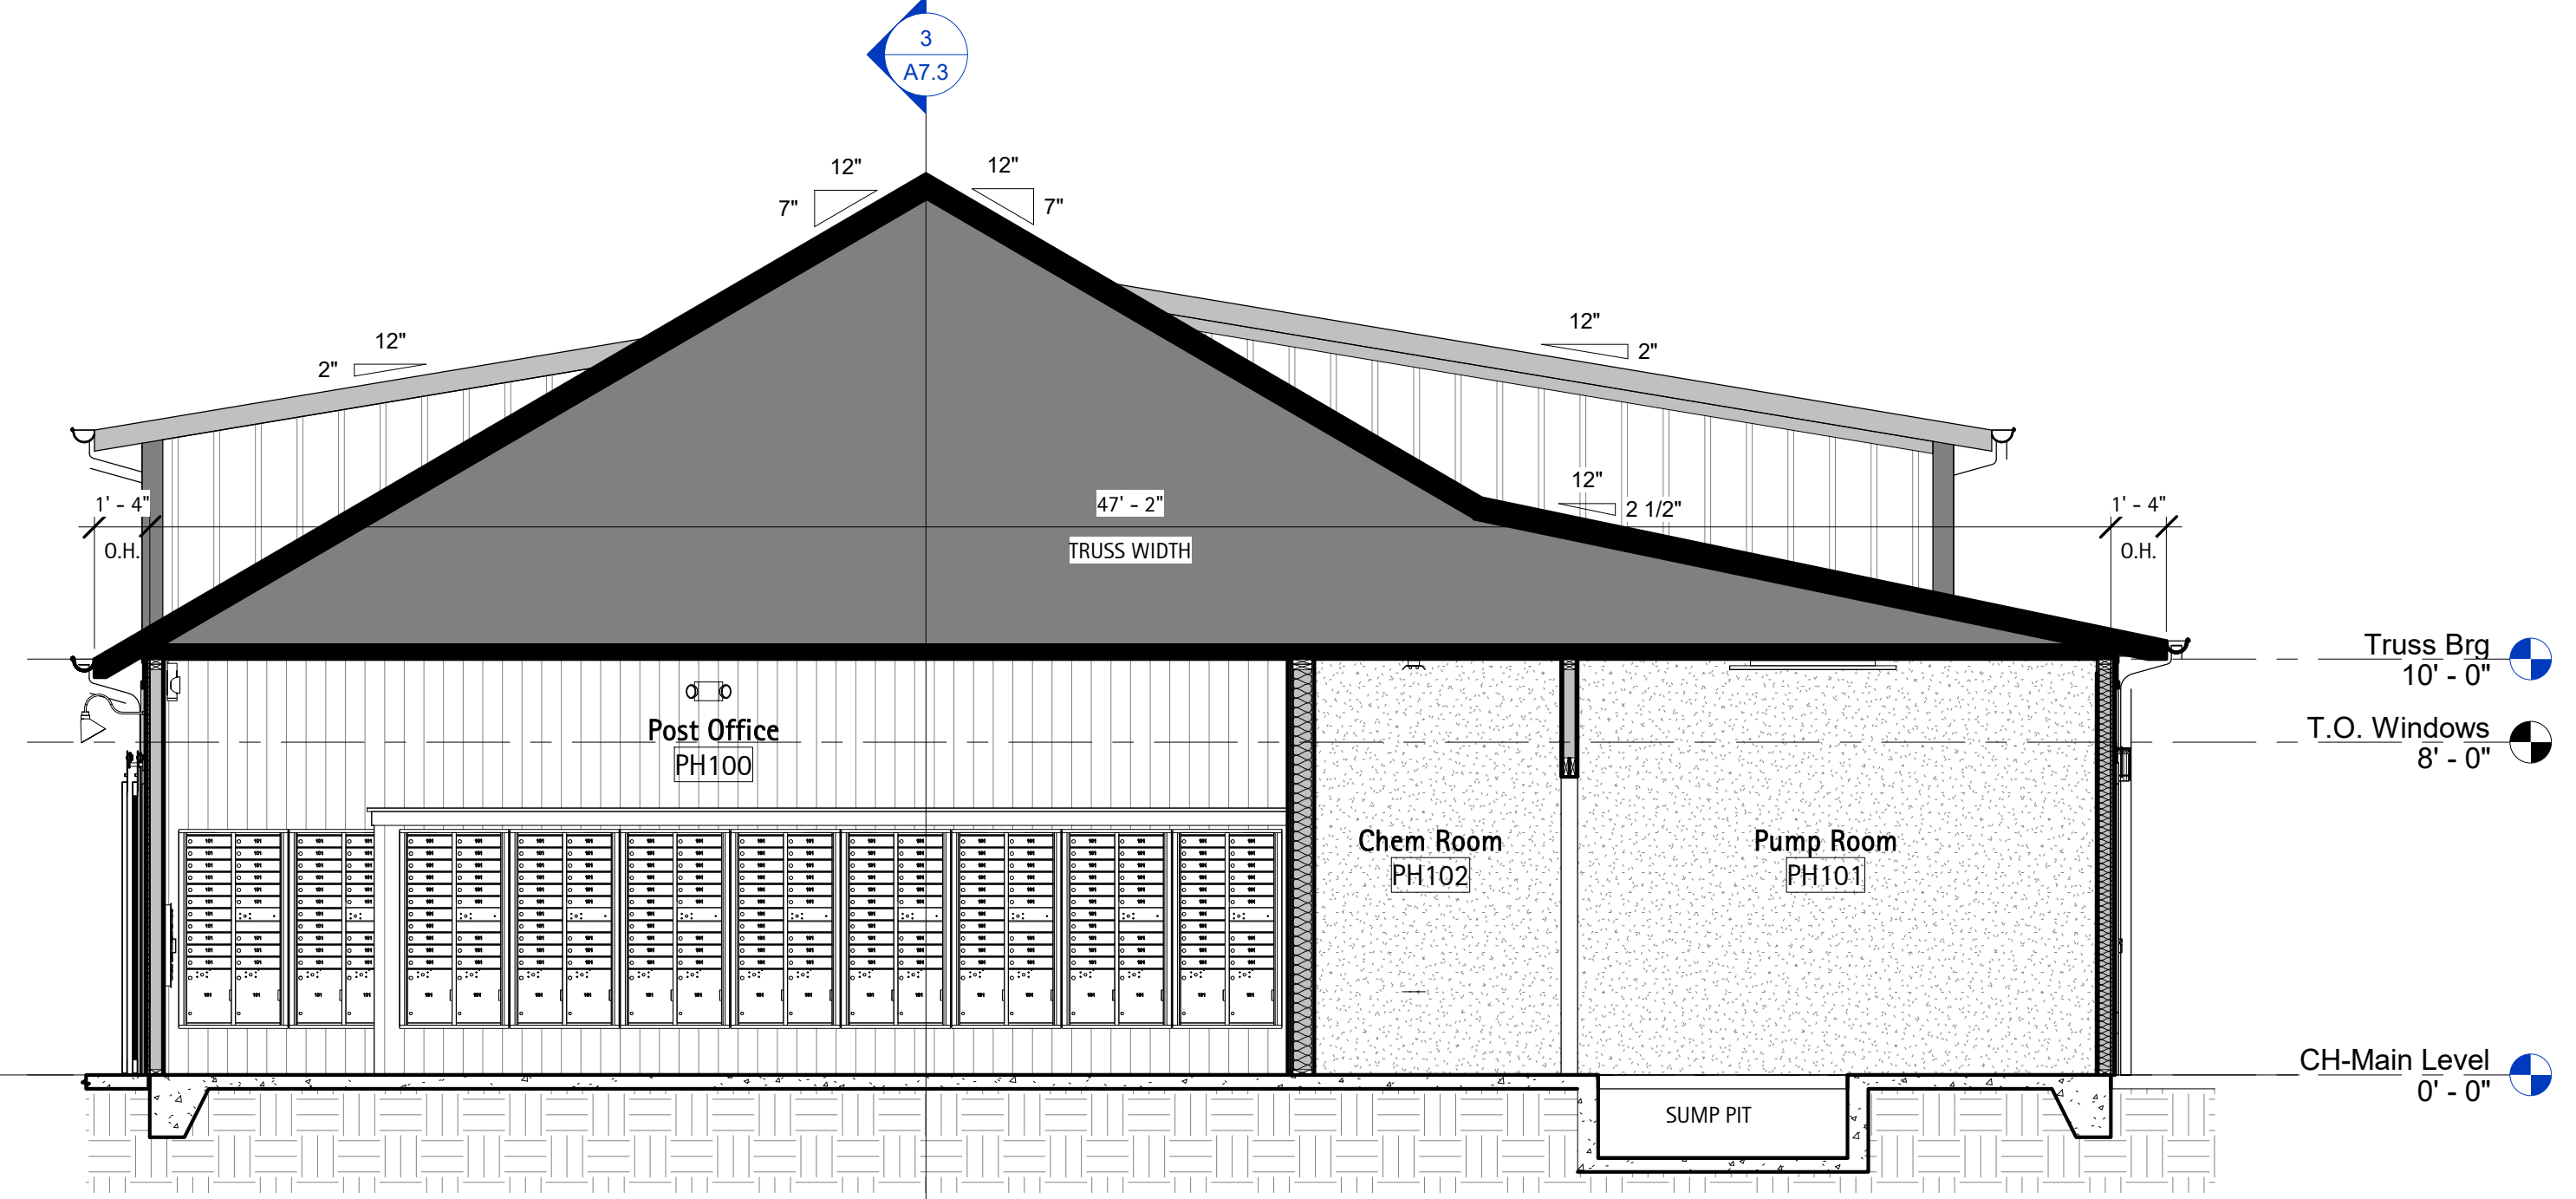 3
A7.3
12"
12"
7"
7"
12"
2"
12"
2"
12"
2 1/2"
1' - 4"
O.H.
47' - 2"
TRUSS WIDTH
1' - 4"
O.H.
Truss Brg
10' - 0"
T.O. Windows
8' - 0"
Post Office
PH100
Chem Room
PH102
Pump Room
PH101
CH-Main Level
0' - 0"
SUMP PIT